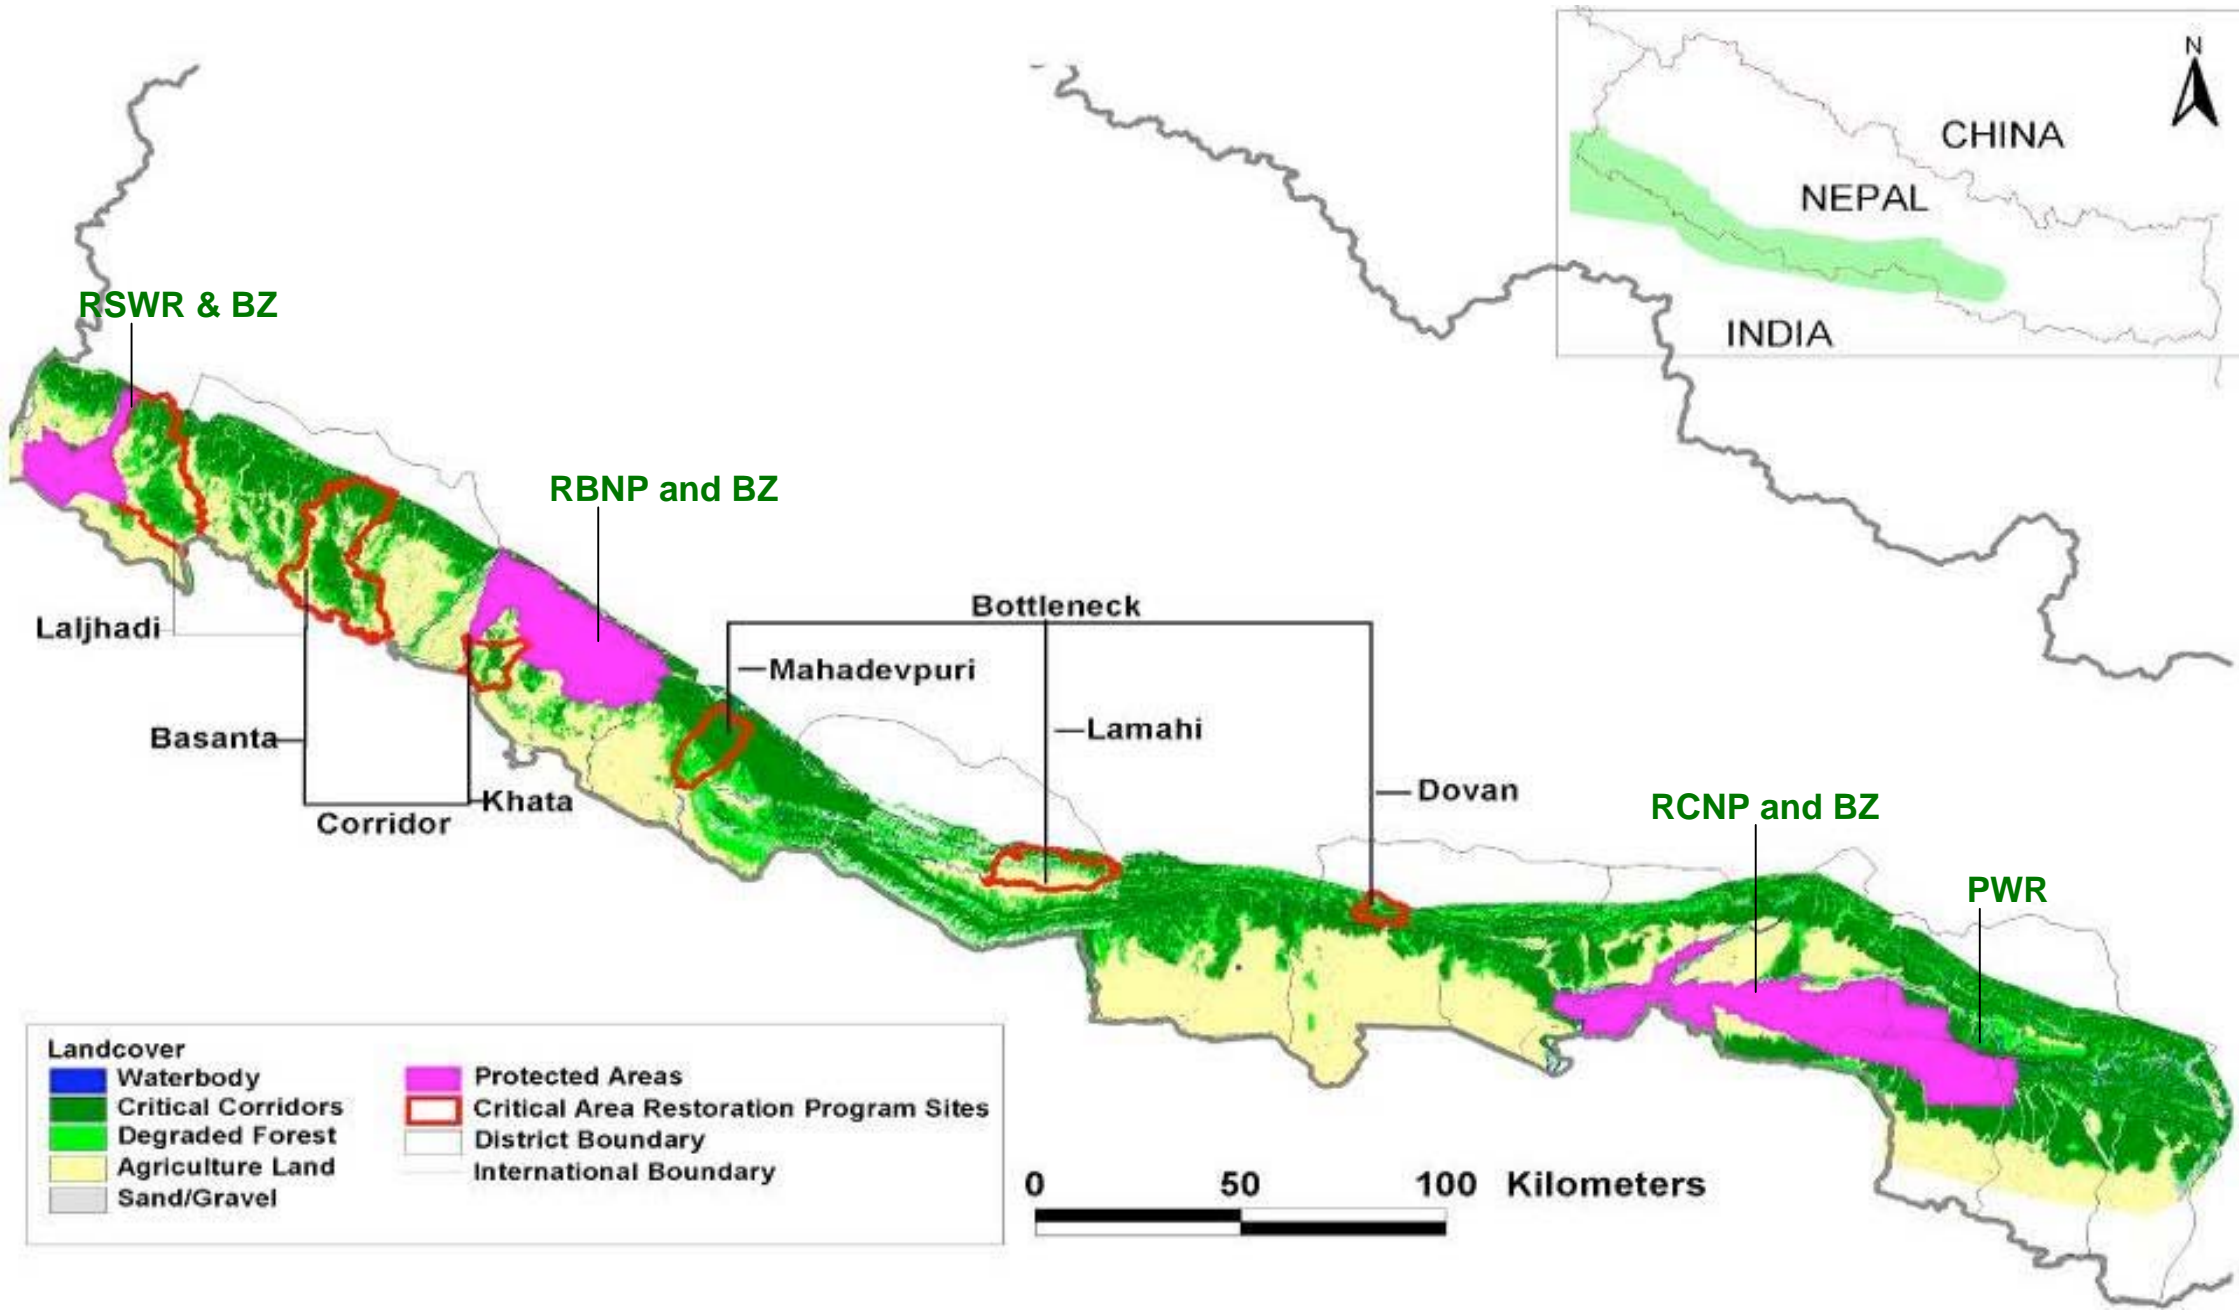 N
CHINA
NEPAL
INDIA
RSWR & BZ
RBNP and BZ
Bottleneck
Laljhadi
Mahadevpuri
Lamahi
Basanta
Khata
Dovan
Corridor
RCNP and BZ
PWR
Landcover
Waterbody
Critical Corridors
Degraded Forest
Agriculture Land
Sand/Gravel
Protected Areas
Critical Area Restoration Program Sites
District Boundary
International Boundary
0 50 100 Kilometers